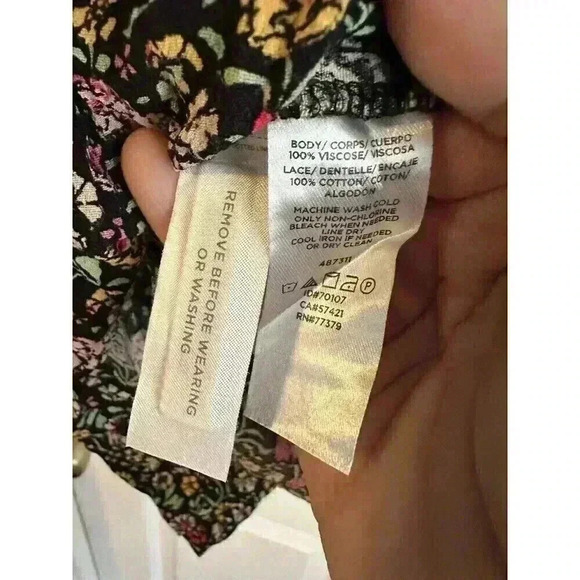 BODY/ CORPS/ CUERPO
100% VISCOSE/ VISCOSA
LACE/ DENTELLE/ ENCAJE
100% COTTON/ COTON/
ALGODÓN
MACHINE WASH COLD
ONLY NON-CHLORINE
BLEACH WHEN NEEDED
LINE DRY
COOL IRON IF NEEDED
OR DRY CLEAN
487311
ID#70107
CA#57421
RN#77379
REMOVE BEFORE WEARING
OR WASHING